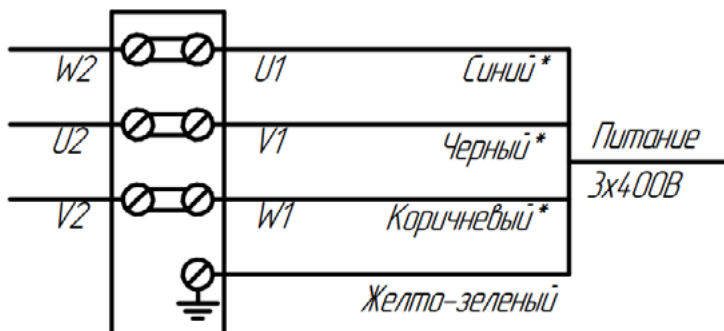 W2 U1 Синий*
U2 V1 Черный* Питание
V2 W1 Коричневый* 3х400В
Желто-зеленый